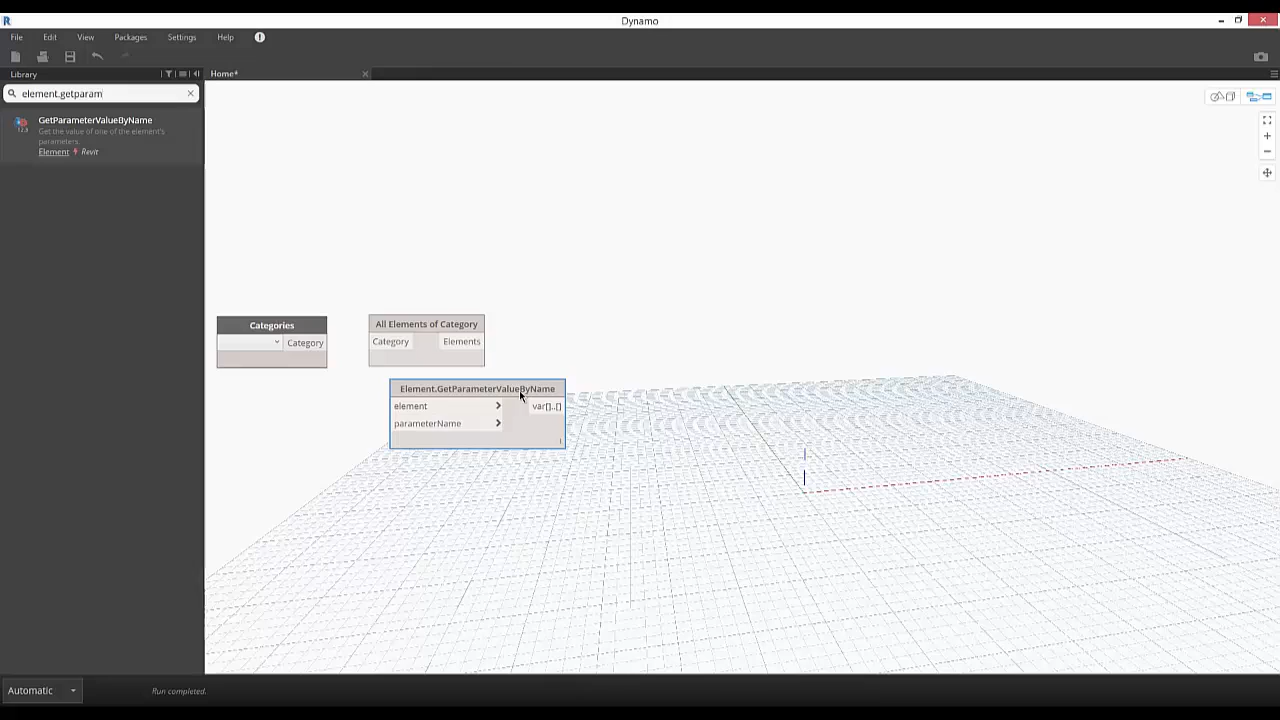 Dynamo
File Edit View Packages Settings Help
Library
Home*
element.getparam
GetParameterValueByName
Get the value of one of the element's
parameters.
Element Revit
Categories
Category
All Elements of Category
Category Elements
Element.GetParameterValueByName
element > var[]..[]
parameterName >
Automatic
Run completed.